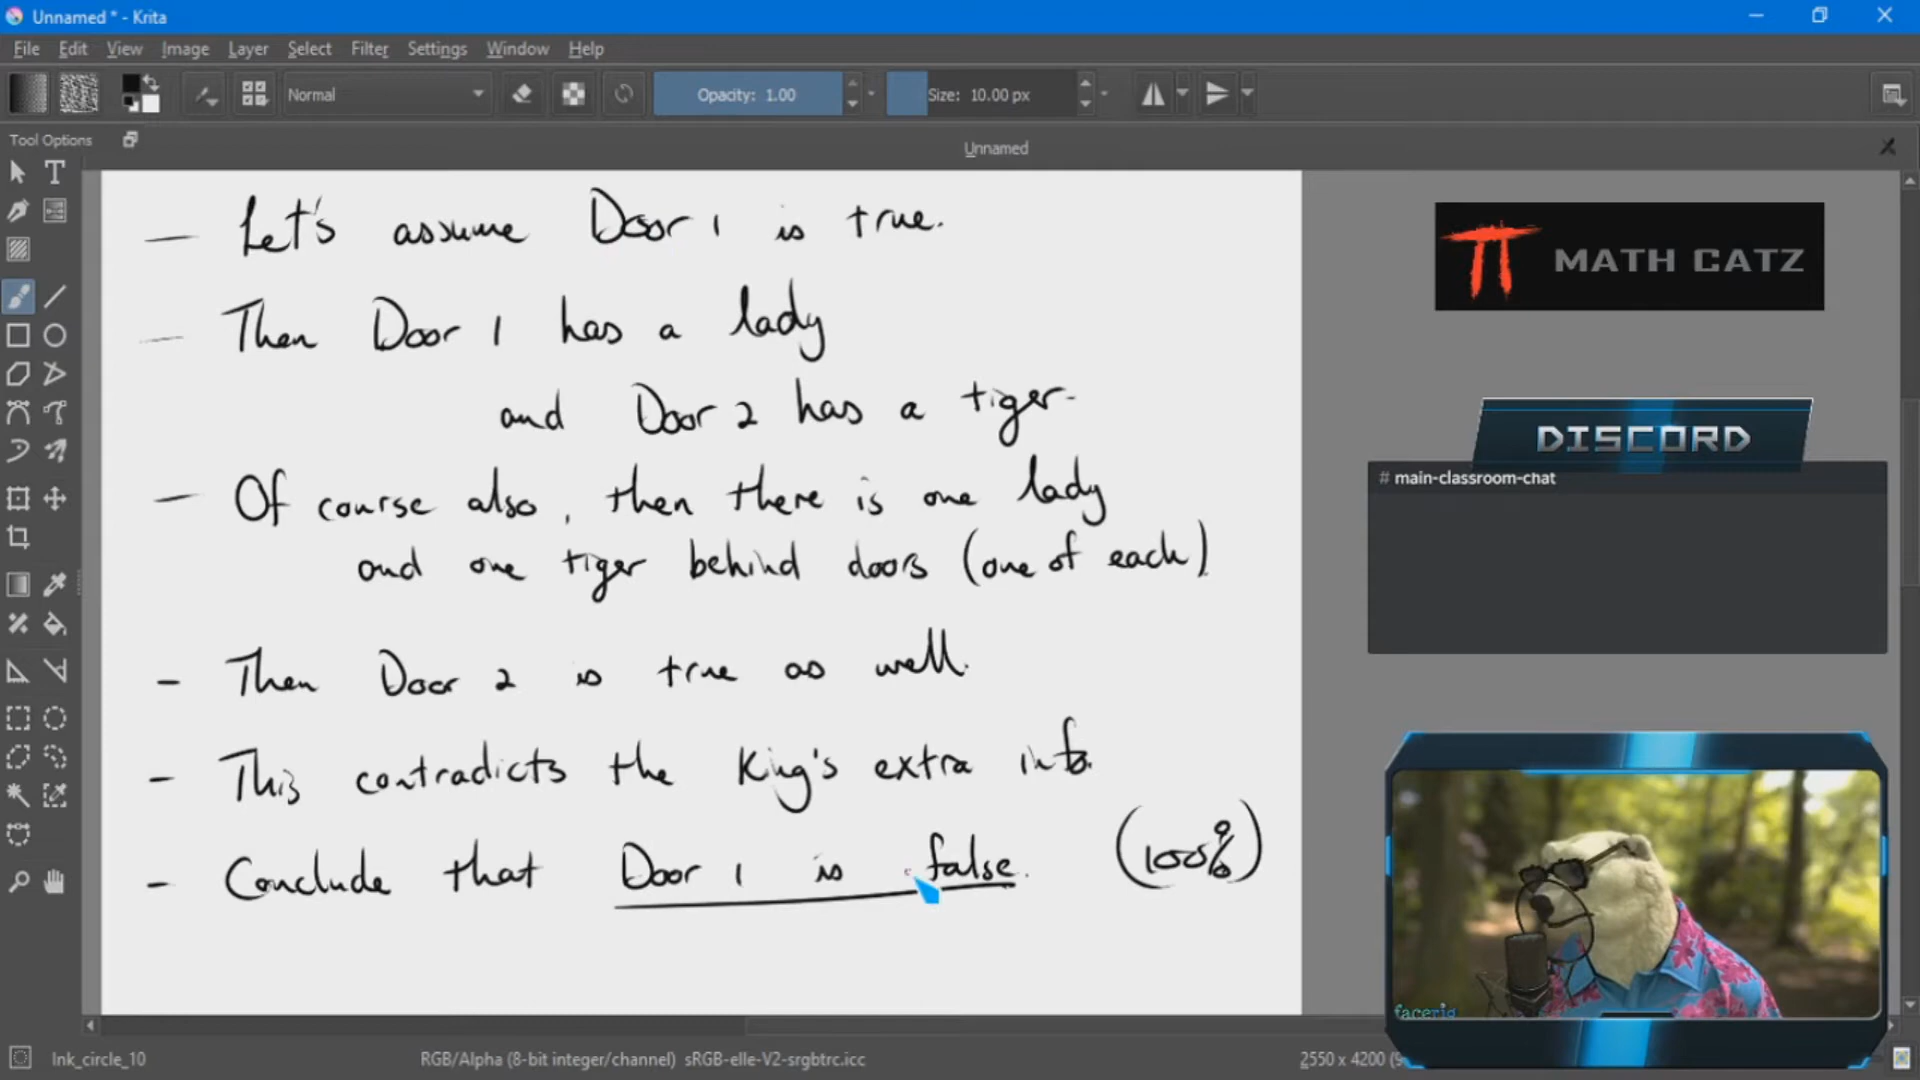 Unnamed * - Krita
File Edit View Image Layer Select Filter Settings Window Help
Normal
Opacity: 1.00
Size: 10.00 px
Tool Options
Unnamed
- Let's assume Door 1 is true.
- Then Door 1 has a lady
and Door 2 has a tiger.
- Of course also, then there is one lady
and one tiger behind doors (one of each).
- Then Door 2 is true as well.
- This contradicts the King's extra info.
- Conclude that Door 1 is false. (100%)
MATH CATZ
DISCORD
# main-classroom-chat
facerig
Ink_circle_10
RGB/Alpha (8-bit integer/channel) sRGB-elle-V2-srgbtrc.icc
2550 x 4200 (9